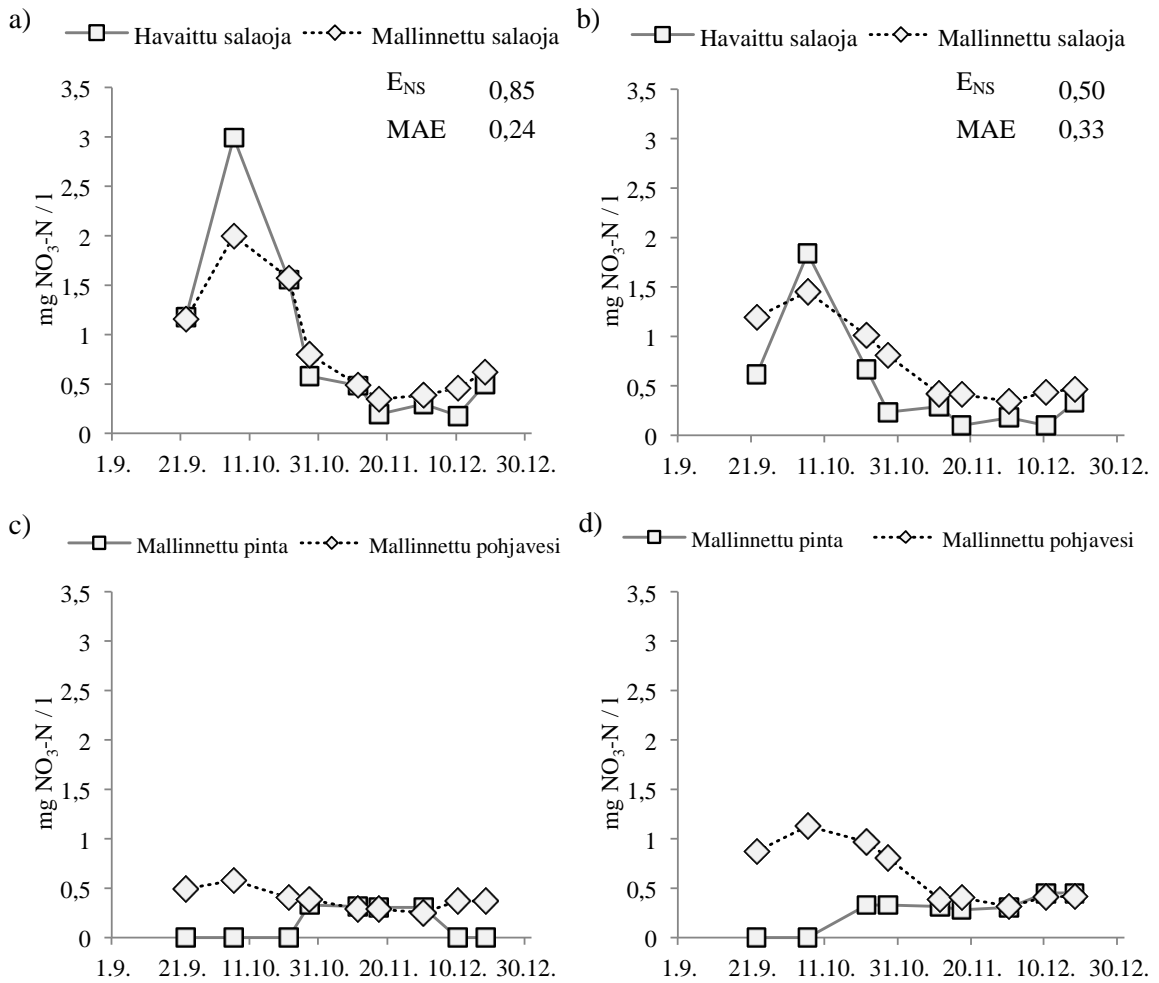 a)
Havaittu salaoja Mallinnettu salaoja
E_NS 0,85
MAE 0,24
3,5
3
2,5
2
1,5
1
0,5
0
mg NO₃-N / l
1.9. 21.9. 11.10. 31.10. 20.11. 10.12. 30.12.
b)
Havaittu salaoja Mallinnettu salaoja
E_NS 0,50
MAE 0,33
3,5
3
2,5
2
1,5
1
0,5
0
mg NO₃-N / l
1.9. 21.9. 11.10. 31.10. 20.11. 10.12. 30.12.
c)
Mallinnettu pinta Mallinnettu pohjavesi
3,5
3
2,5
2
1,5
1
0,5
0
mg NO₃-N / l
1.9. 21.9. 11.10. 31.10. 20.11. 10.12. 30.12.
d)
Mallinnettu pinta Mallinnettu pohjavesi
3,5
3
2,5
2
1,5
1
0,5
0
mg NO₃-N / l
1.9. 21.9. 11.10. 31.10. 20.11. 10.12. 30.12.